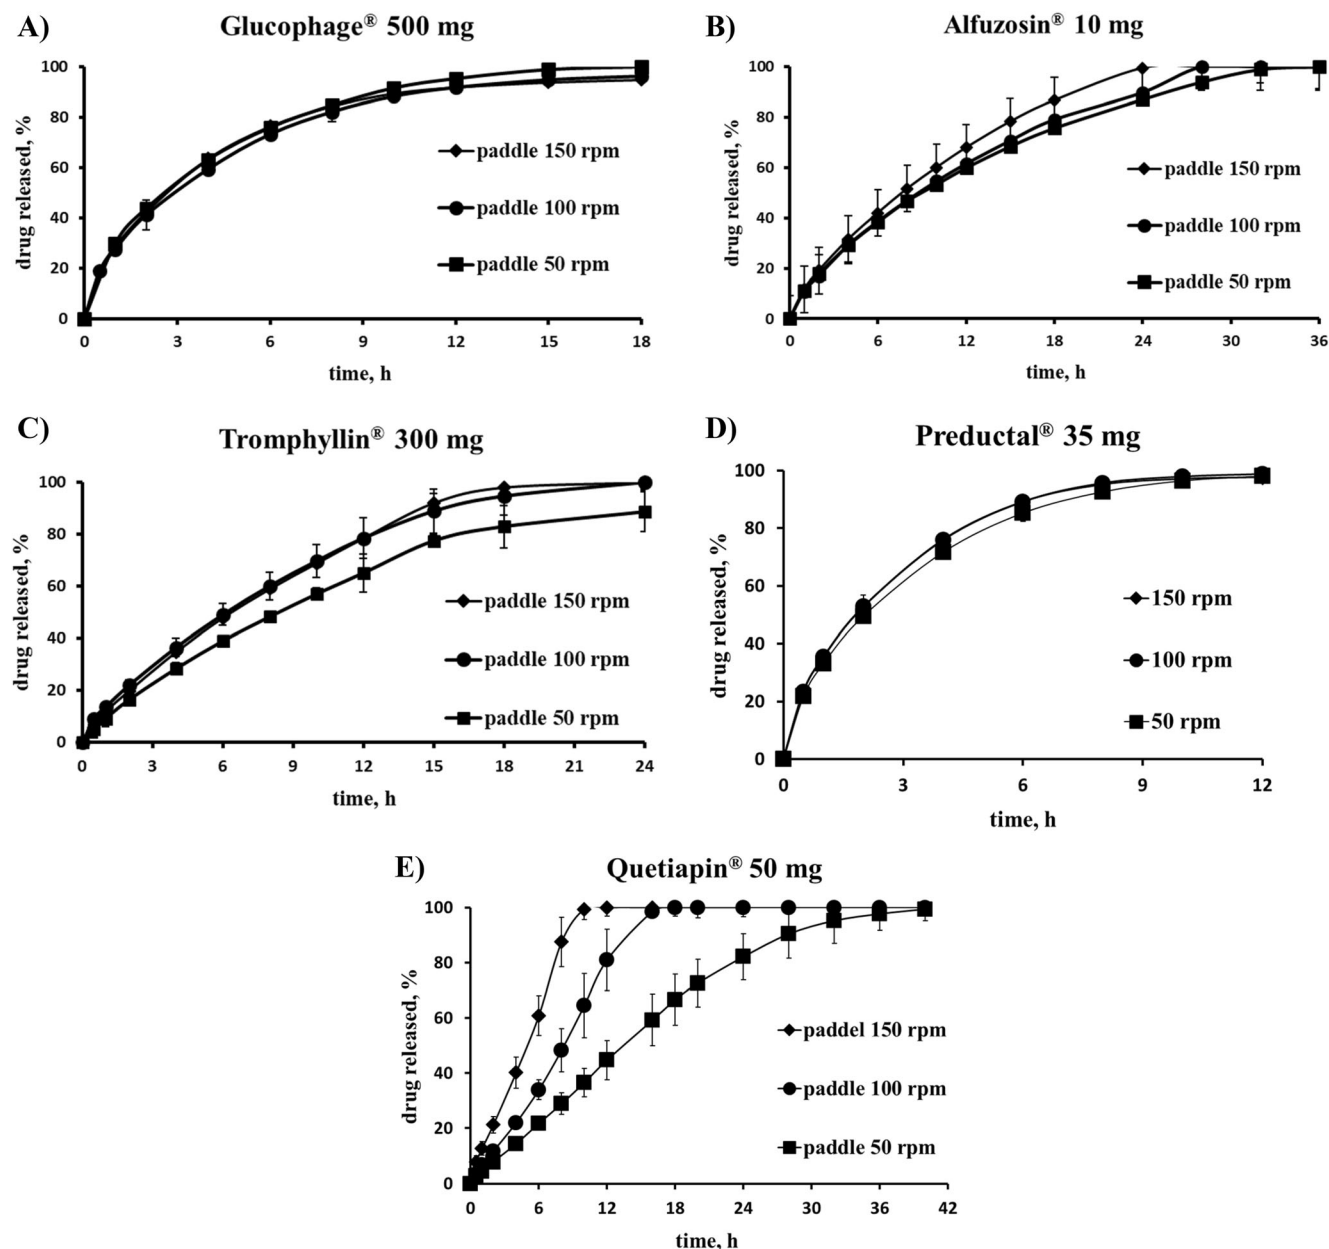 A)
Glucophage® 500 mg
100
80
60
40
20
0
drug released, %
0 3 6 9 12 15 18
time, h
paddle 150 rpm
paddle 100 rpm
paddle 50 rpm
B)
Alfuzosin® 10 mg
100
80
60
40
20
0
drug released, %
0 6 12 18 24 30 36
time, h
paddle 150 rpm
paddle 100 rpm
paddle 50 rpm
C)
Tromphyllin® 300 mg
100
80
60
40
20
0
drug released, %
0 3 6 9 12 15 18 21 24
time, h
paddle 150 rpm
paddle 100 rpm
paddle 50 rpm
D)
Preductal® 35 mg
100
80
60
40
20
0
drug released, %
0 3 6 9 12
time, h
150 rpm
100 rpm
50 rpm
E)
Quetiapin® 50 mg
100
80
60
40
20
0
drug released, %
0 6 12 18 24 30 36 42
time, h
paddel 150 rpm
paddle 100 rpm
paddle 50 rpm